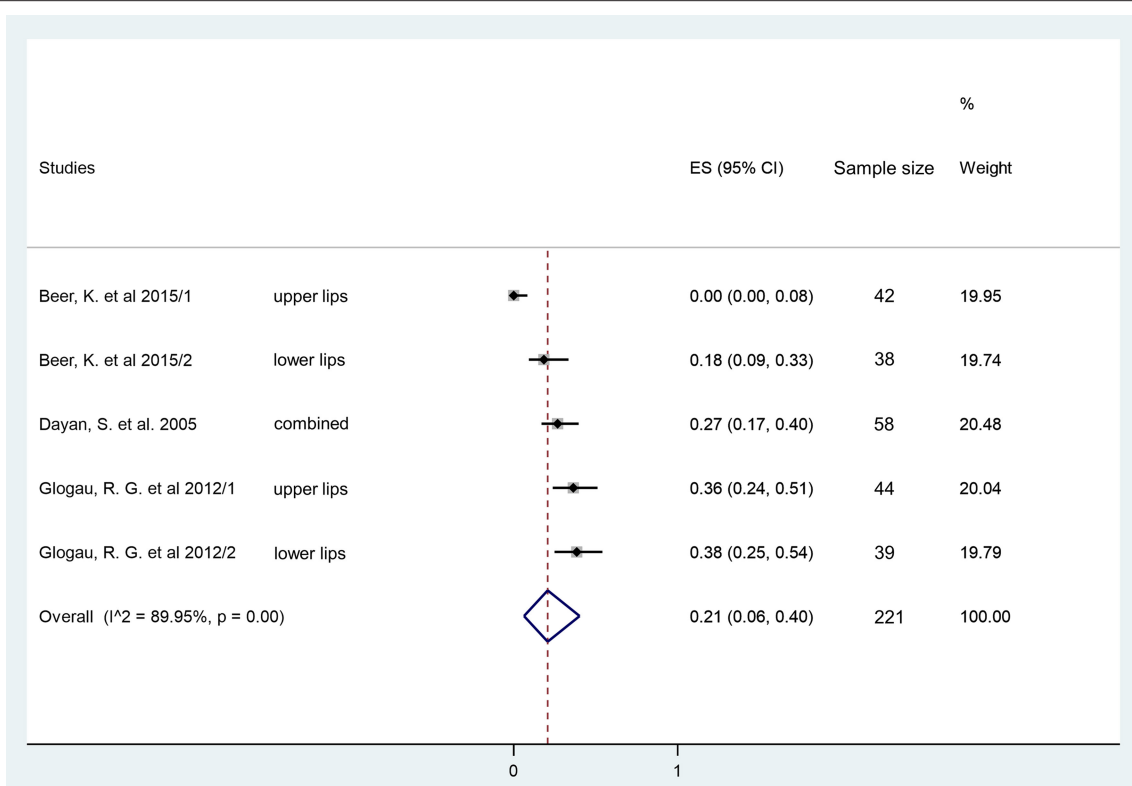 %
Studies ES (95% CI) Sample size Weight
Beer, K. et al 2015/1 upper lips 0.00 (0.00, 0.08) 42 19.95
Beer, K. et al 2015/2 lower lips 0.18 (0.09, 0.33) 38 19.74
Dayan, S. et al. 2005 combined 0.27 (0.17, 0.40) 58 20.48
Glogau, R. G. et al 2012/1 upper lips 0.36 (0.24, 0.51) 44 20.04
Glogau, R. G. et al 2012/2 lower lips 0.38 (0.25, 0.54) 39 19.79
Overall (I^2 = 89.95%, p = 0.00) 0.21 (0.06, 0.40) 221 100.00
0 1